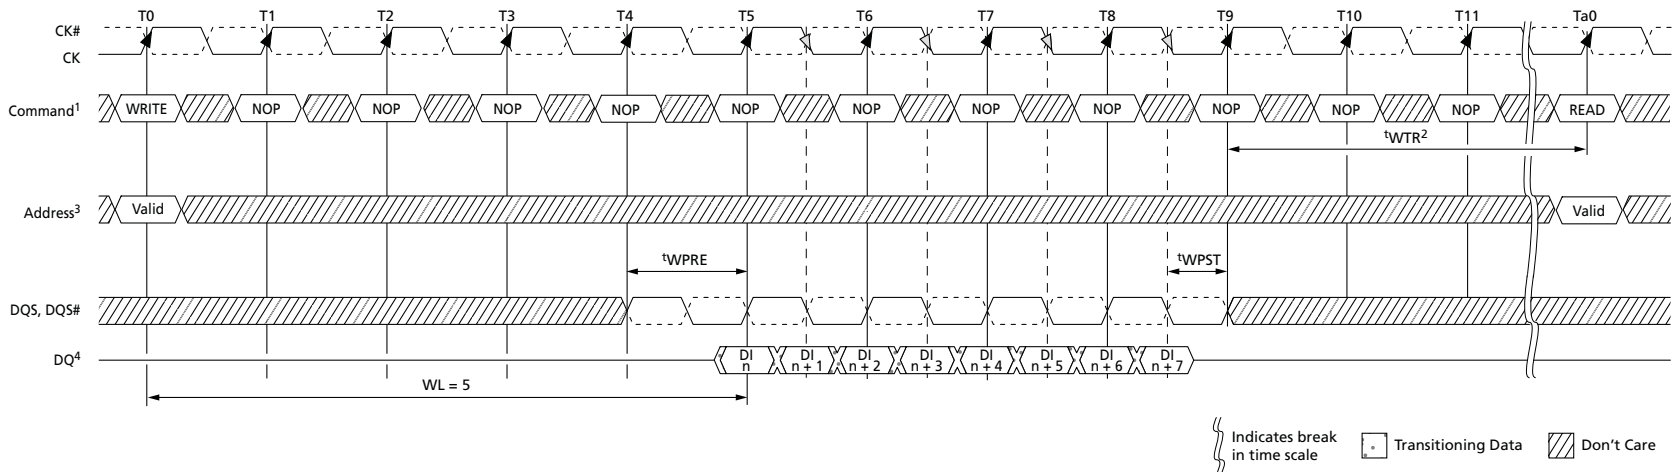 T0 T1 T2 T3 T4 T5 T6 T7 T8 T9 T10 T11 Ta0
CK#
CK
Command¹ WRITE NOP NOP NOP NOP NOP NOP NOP NOP NOP NOP NOP READ
tWTR²
Address³ Valid Valid
tWPRE tWPST
DQS, DQS#
DQ⁴ DI DI DI DI DI DI DI DI
n n + 1 n + 2 n + 3 n + 4 n + 5 n + 6 n + 7
WL = 5
Indicates break
in time scale
Transitioning Data
Don't Care